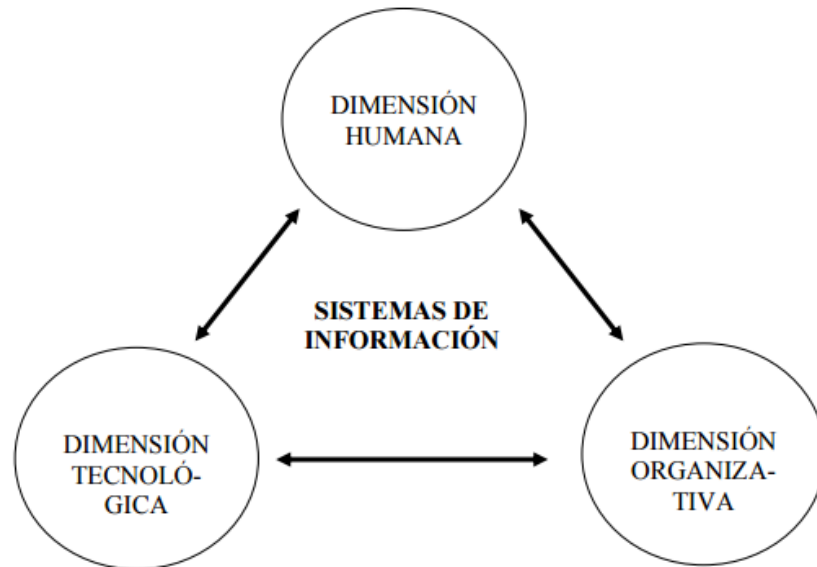 DIMENSIÓN
HUMANA
SISTEMAS DE
INFORMACIÓN
DIMENSIÓN
TECNOLÓ-
GICA
DIMENSIÓN
ORGANIZA-
TIVA